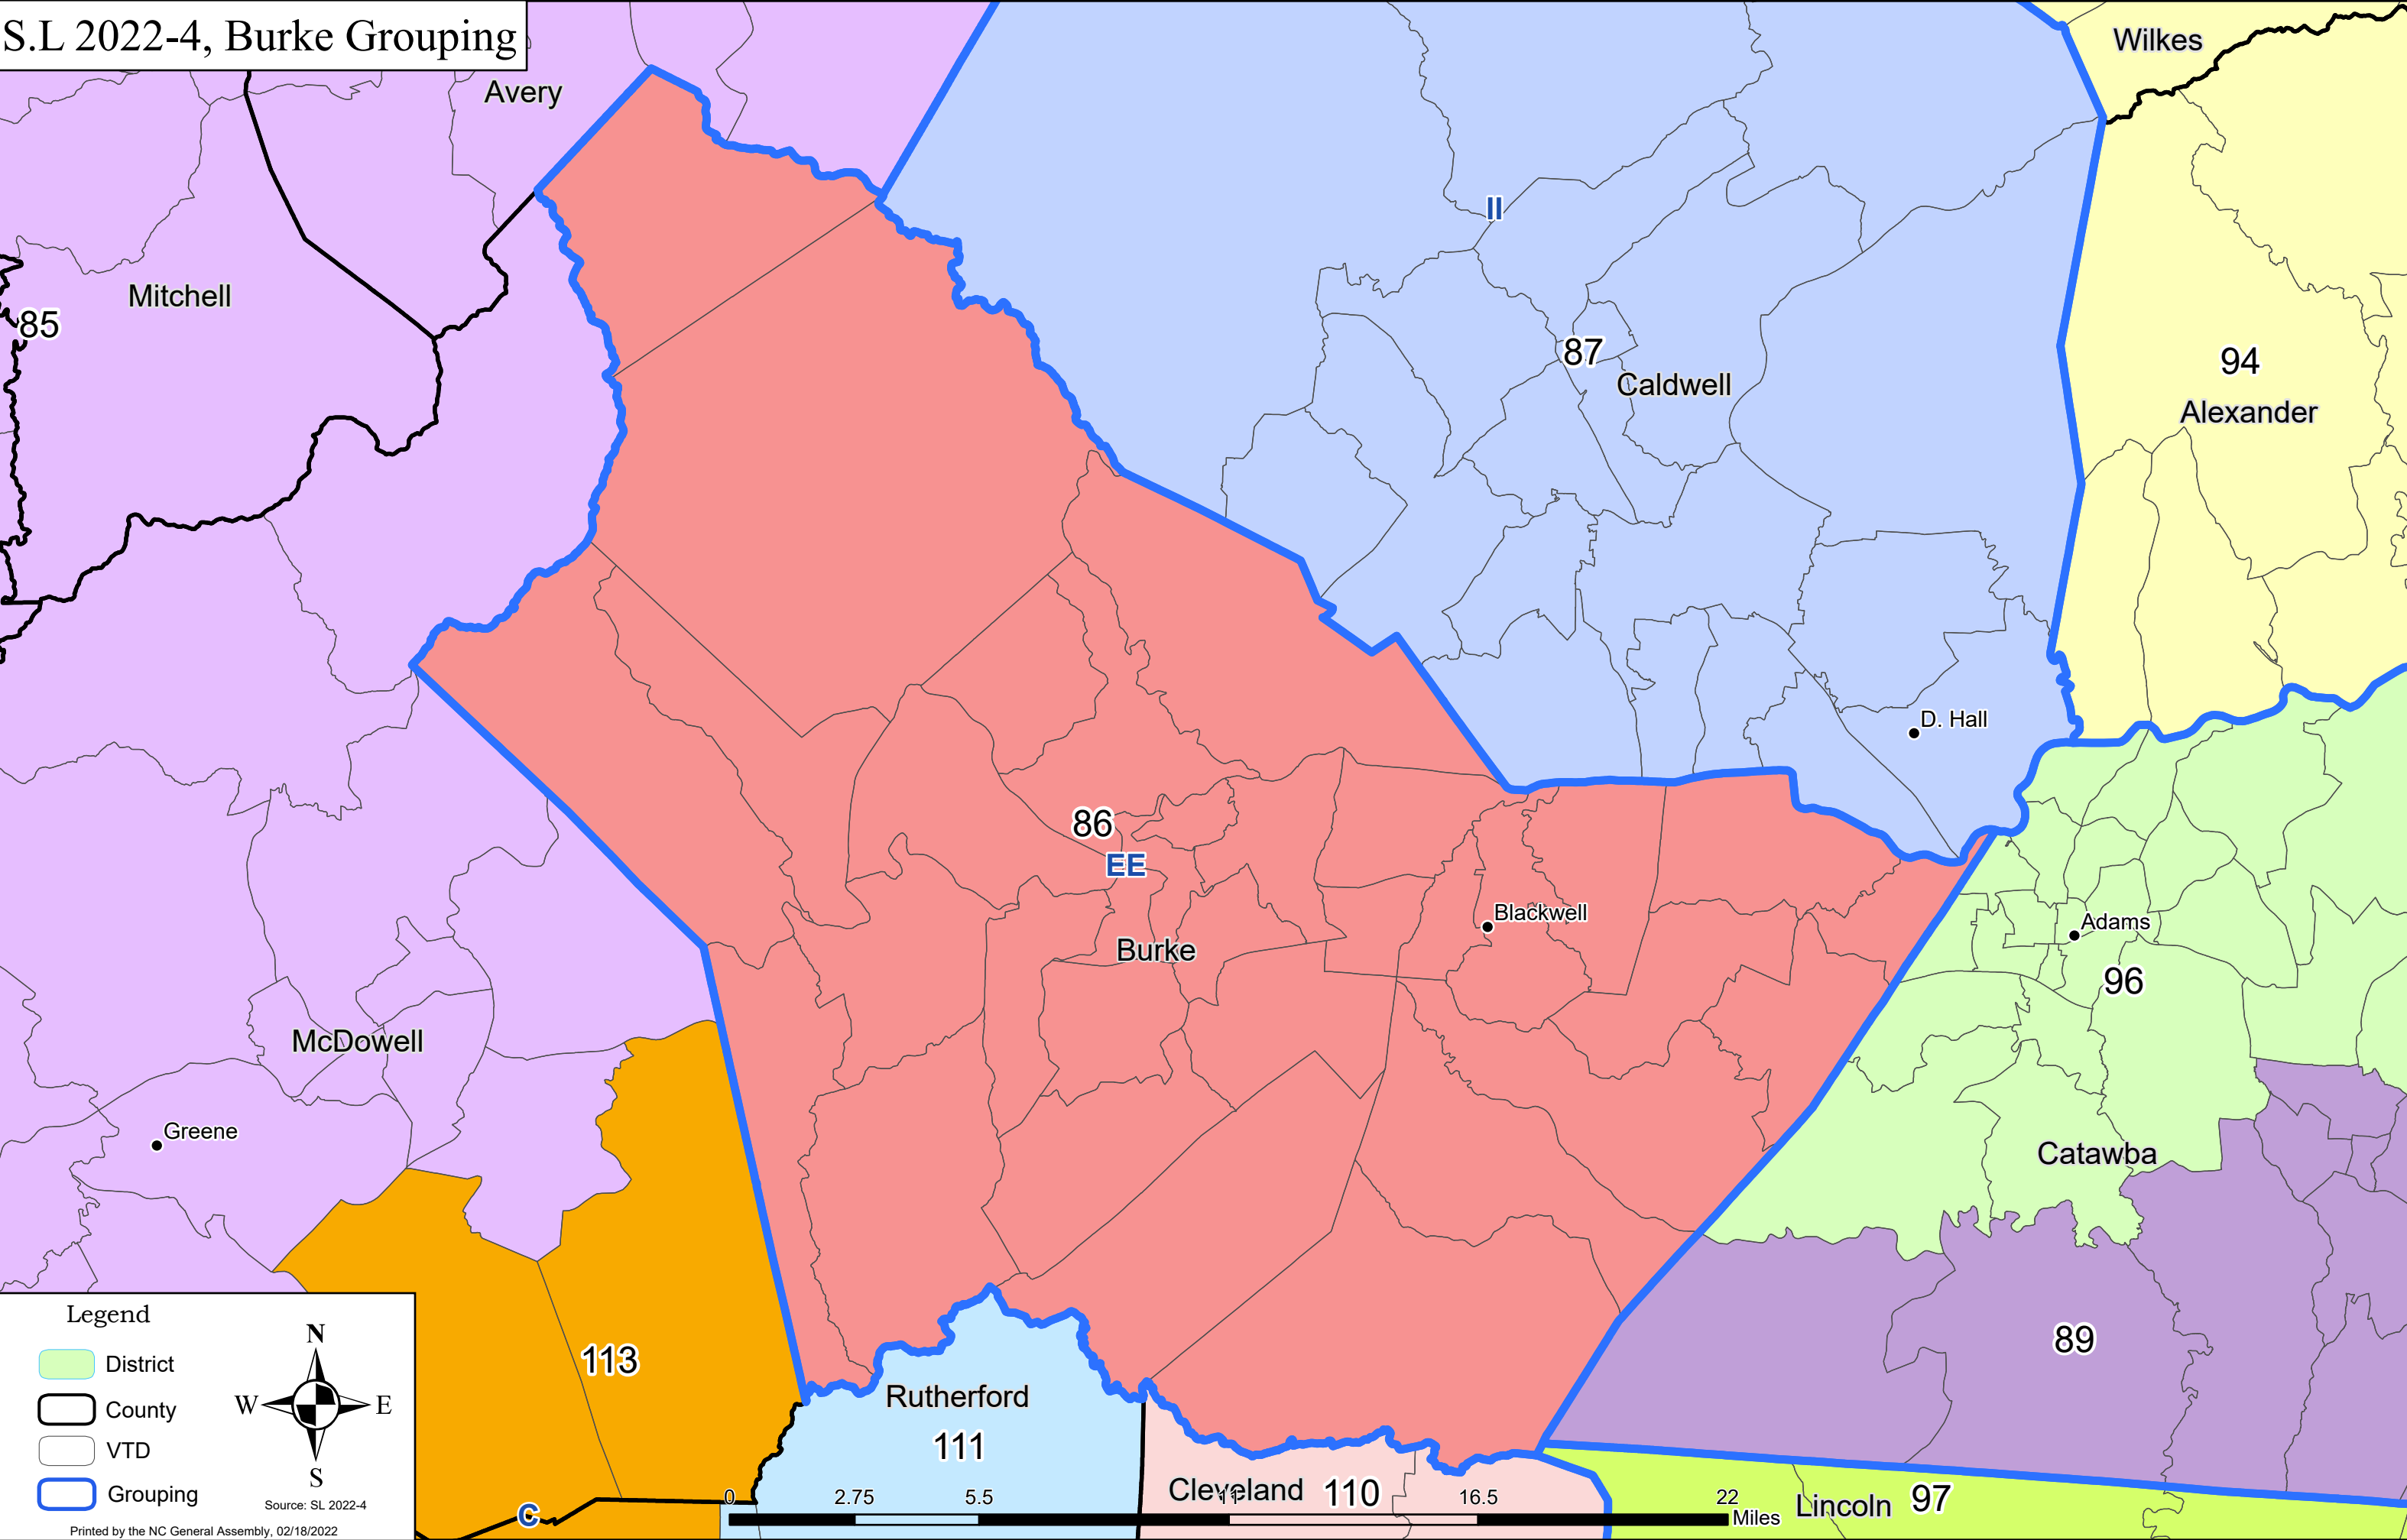 S.L 2022-4, Burke Grouping
Wilkes
Avery
II
Mitchell
85
87
Caldwell
94
Alexander
D. Hall
86
EE
Blackwell
Adams
Burke
96
McDowell
Greene
Catawba
Legend
N
W
E
S
District
County
VTD
Grouping
Source: SL 2022-4
Printed by the NC General Assembly, 02/18/2022
113
89
Rutherford
111
Cleveland
110
Lincoln
97
C
0 2.75 5.5 11 16.5 22
Miles